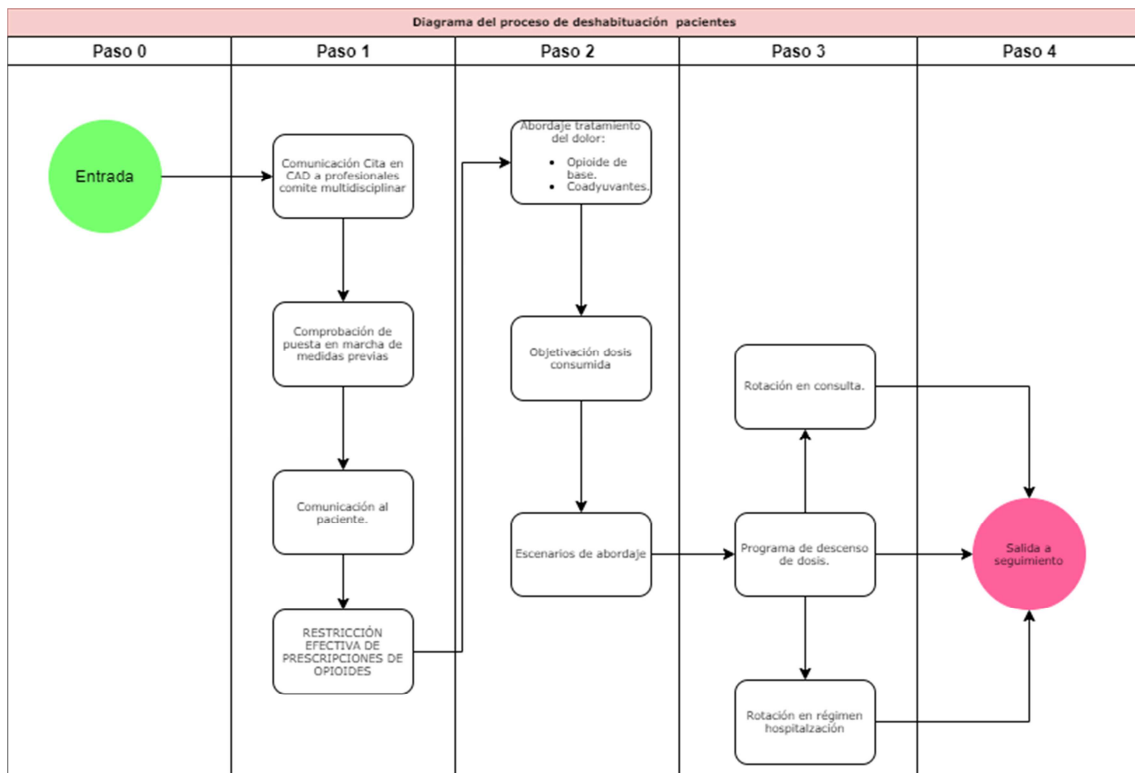 Diagrama del proceso de deshabituación pacientes
Paso 0
Paso 1
Paso 2
Paso 3
Paso 4
Entrada
Comunicación Cita en
CAD a profesionales
comite multidisciplinar
Comprobación de
puesta en marcha de
medidas previas
Comunicación al
paciente.
RESTRICCIÓN
EFECTIVA DE
PRESCRIPCIONES DE
OPIOIDES
Abordaje tratamiento
del dolor:
• Opioide de
base.
• Coadyuvantes.
Objetivación dosis
consumida
Escenarios de abordaje
Rotación en consulta.
Programa de descenso
de dosis.
Rotación en régimen
hospitalzación
Salida a
seguimiento